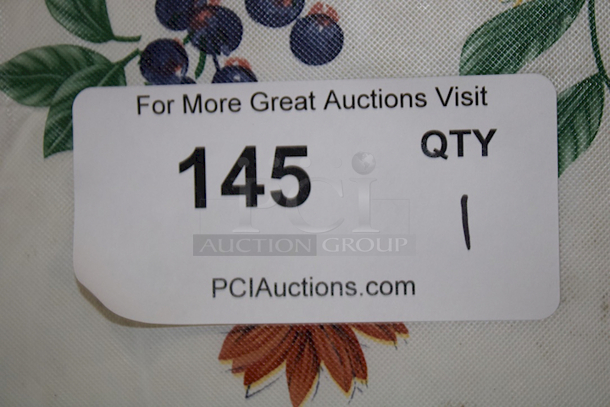 For More Great Auctions Visit
145 QTY
1
PCI
AUCTION GROUP
PCIAuctions.com